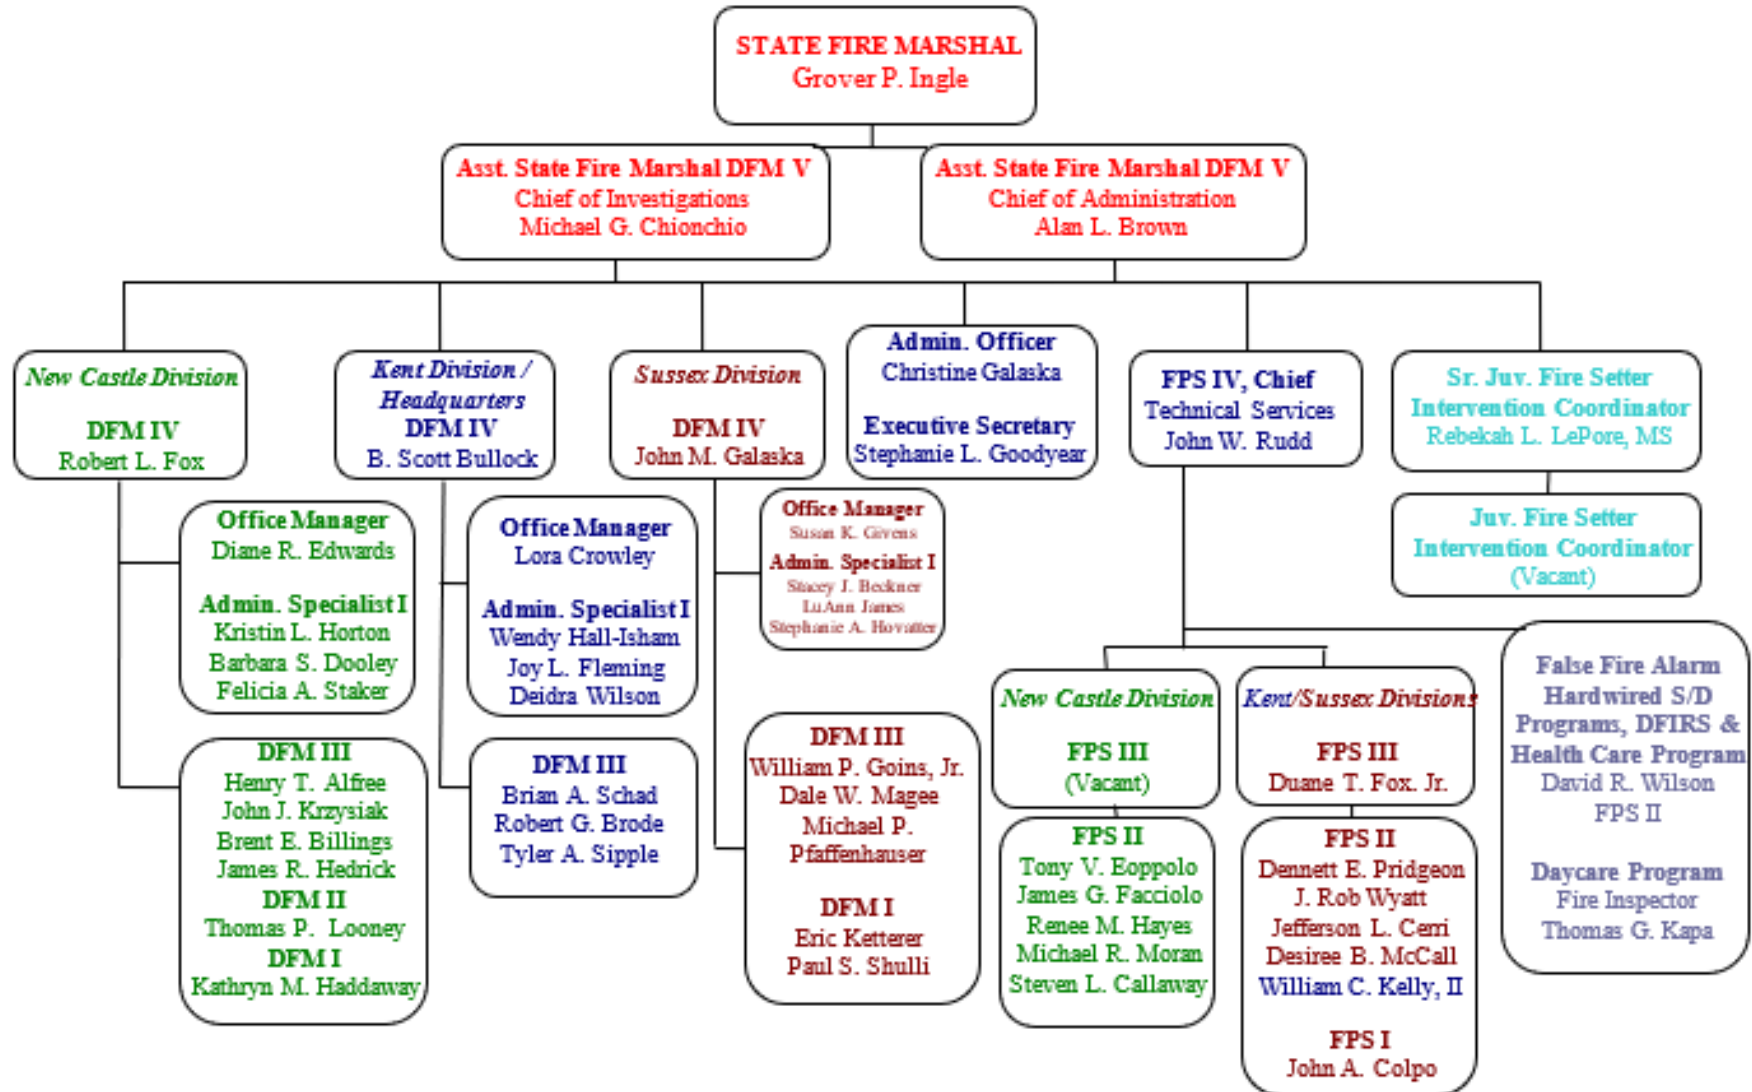 STATE FIRE MARSHAL
Grover P. Ingle
Asst. State Fire Marshal DFM V
Chief of Investigations
Michael G. Chionchio
Asst. State Fire Marshal DFM V
Chief of Administration
Alan L. Brown
New Castle Division
DFM IV
Robert L. Fox
Kent Division /
Headquarters
DFM IV
B. Scott Bullock
Sussex Division
DFM IV
John M. Galaska
Admin. Officer
Christine Galaska
Executive Secretary
Stephanie L. Goodyear
FPS IV, Chief
Technical Services
John W. Rudd
Sr. Juv. Fire Setter
Intervention Coordinator
Rebekah L. LePore, MS
Juv. Fire Setter
Intervention Coordinator
(Vacant)
Office Manager
Diane R. Edwards
Admin. Specialist I
Kristin L. Horton
Barbara S. Dooley
Felicia A. Staker
Office Manager
Lora Crowley
Admin. Specialist I
Wendy Hall-Isham
Joy L. Fleming
Deidra Wilson
Office Manager
Susan K. Givens
Admin. Specialist I
Stacey J. Beckner
LuAnn James
Stephanie A. Hovatter
DFM III
Henry T. Alfree
John J. Krzysiak
Brent E. Billings
James R. Hedrick
DFM II
Thomas P. Looney
DFM I
Kathryn M. Haddaway
DFM III
Brian A. Schad
Robert G. Brode
Tyler A. Sipple
DFM III
William P. Goins, Jr.
Dale W. Magee
Michael P.
Pfaffenhauser
DFM I
Eric Ketterer
Paul S. Shulli
New Castle Division
FPS III
(Vacant)
FPS II
Tony V. Eoppolo
James G. Facciolo
Renee M. Hayes
Michael R. Moran
Steven L. Callaway
Kent/Sussex Divisions
FPS III
Duane T. Fox. Jr.
FPS II
Dennett E. Pridgeon
J. Rob Wyatt
Jefferson L. Cerri
Desiree B. McCall
William C. Kelly, II
FPS I
John A. Colpo
False Fire Alarm
Hardwired S/D
Programs, DFIRS &
Health Care Program
David R. Wilson
FPS II
Daycare Program
Fire Inspector
Thomas G. Kapa